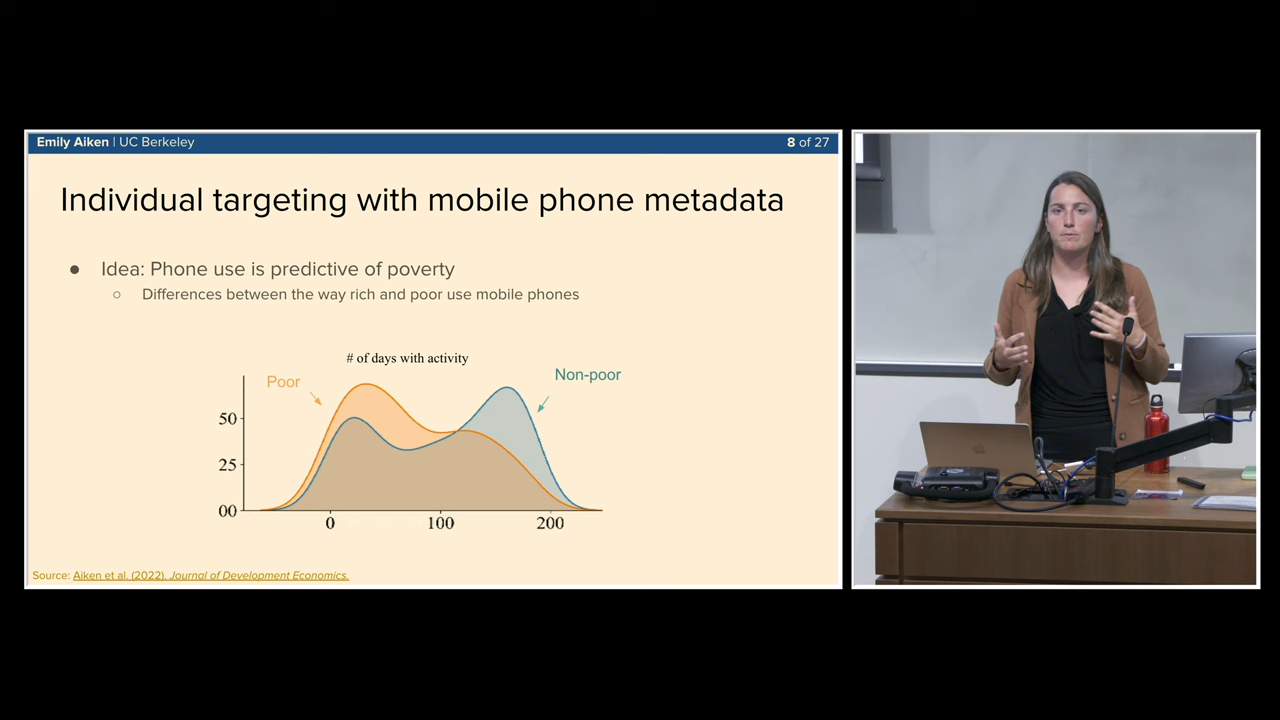 Emily Aiken | UC Berkeley
8 of 27
Individual targeting with mobile phone metadata
● Idea: Phone use is predictive of poverty
○ Differences between the way rich and poor use mobile phones
# of days with activity
Poor
Non-poor
50
25
00
0 100 200
Source: Aiken et al. (2022). Journal of Development Economics.